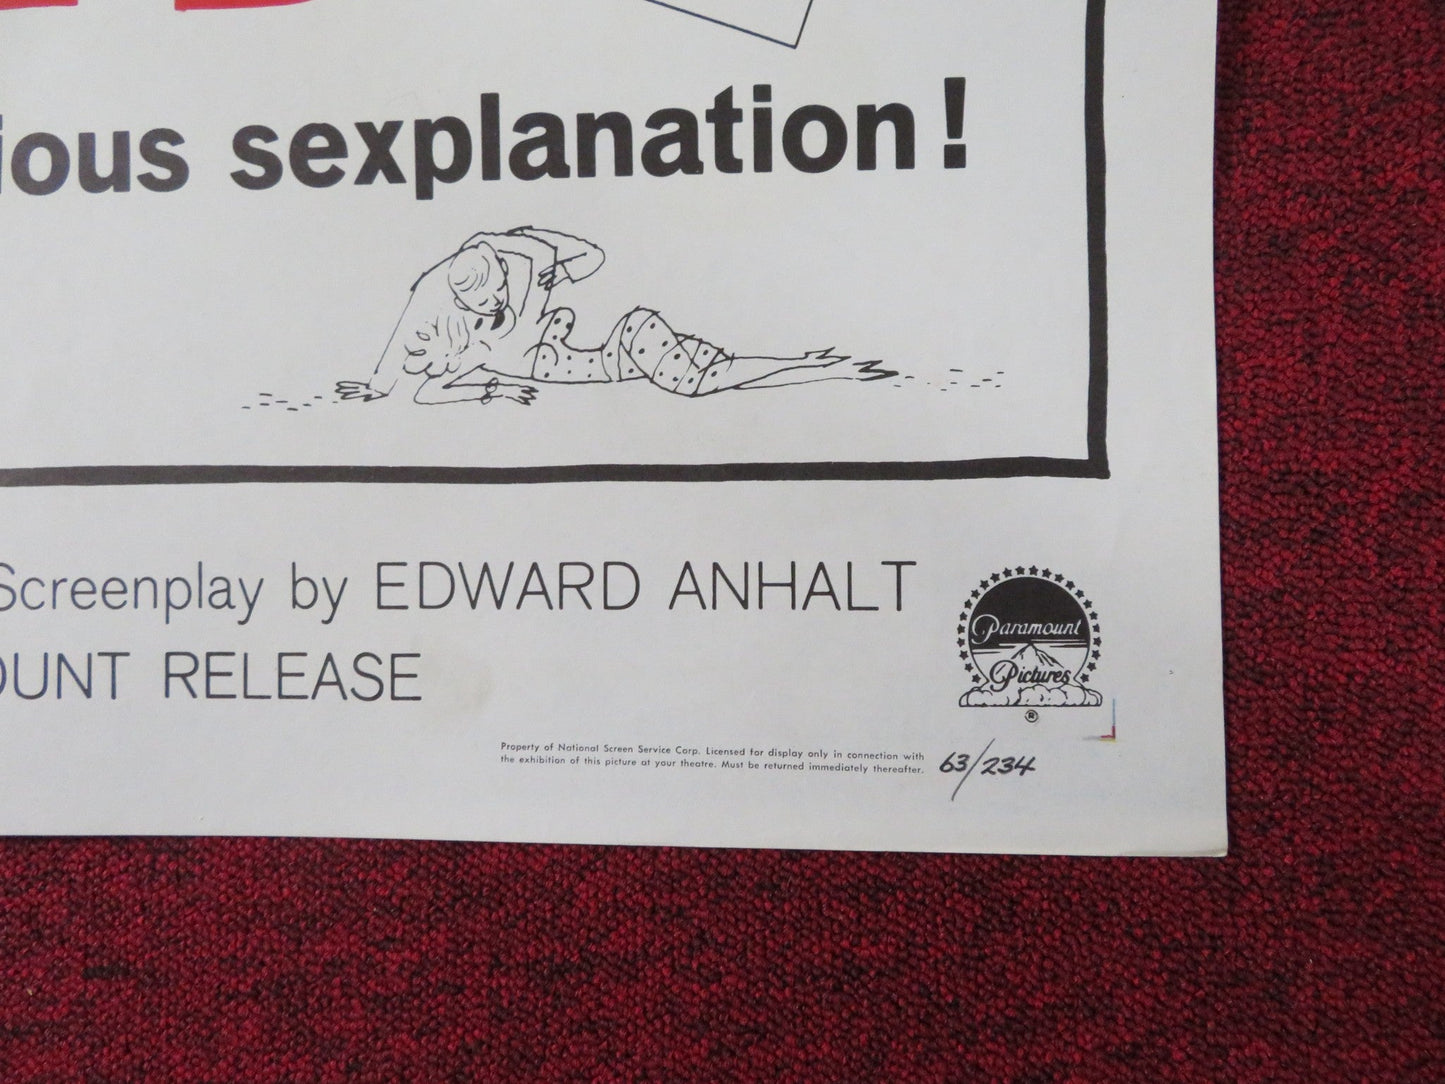 ious sexplanation!
Screenplay by EDWARD ANHALT
OUNT RELEASE
Paramount
Pictures
®
Property of National Screen Service Corp. Licensed for display only in connection with
the exhibition of this picture at your theatre. Must be returned immediately thereafter.
63/234